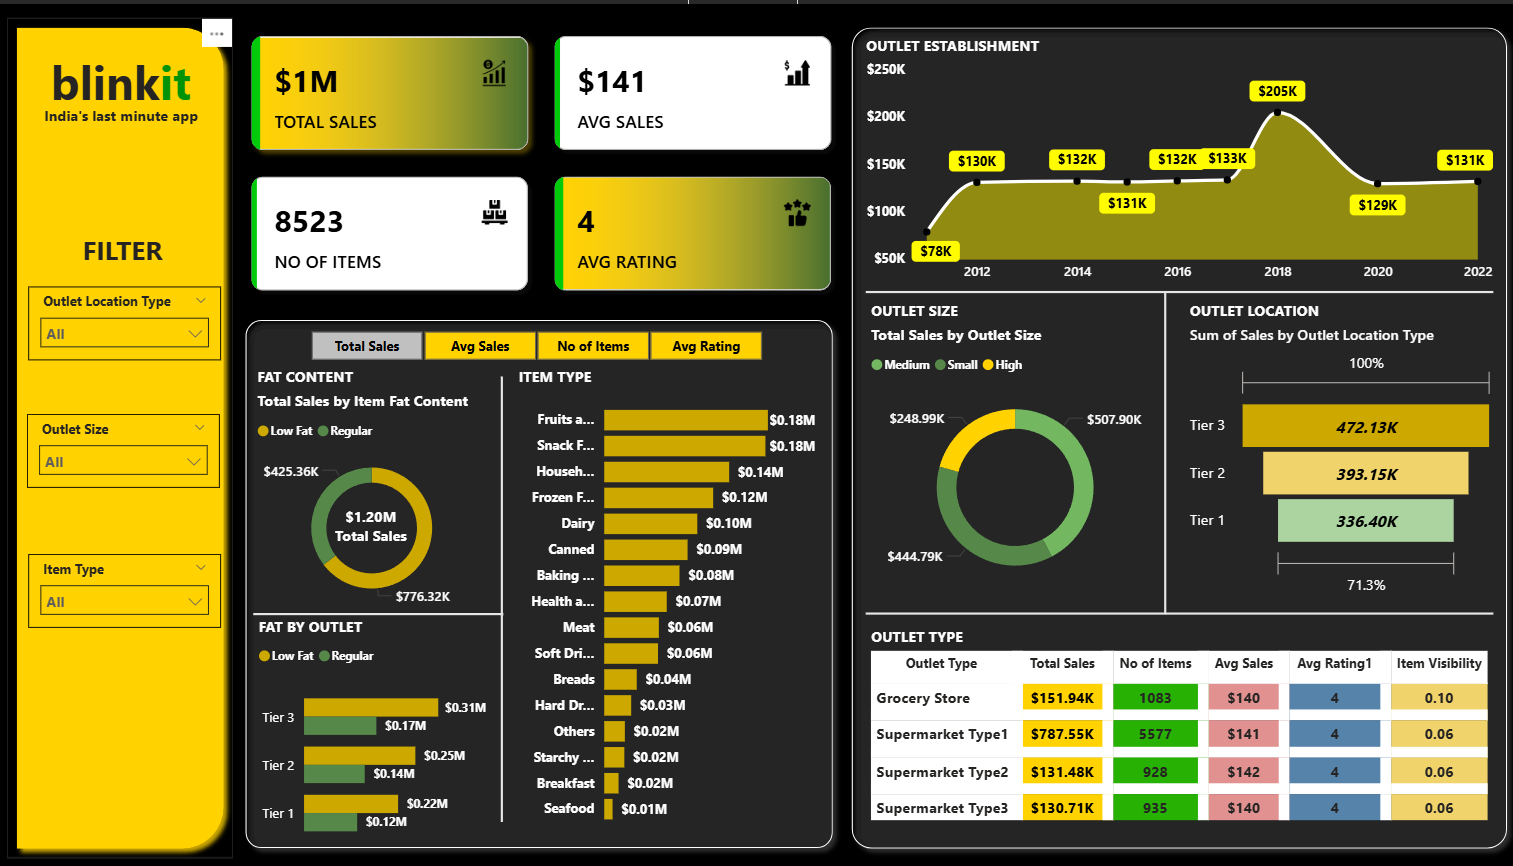 ...
blinkit
India's last minute app
FILTER
Outlet Location Type
All
Outlet Size
All
Item Type
All
$1M
TOTAL SALES
$141
AVG SALES
8523
NO OF ITEMS
4
AVG RATING
Total Sales
Avg Sales
No of Items
Avg Rating
FAT CONTENT
Total Sales by Item Fat Content
Low Fat Regular
$425.36K
$1.20M
Total Sales
$776.32K
FAT BY OUTLET
Low Fat Regular
Tier 3 $0.31M
$0.17M
Tier 2 $0.25M
$0.14M
Tier 1 $0.22M
$0.12M
ITEM TYPE
Fruits a... $0.18M
Snack F... $0.18M
Househ... $0.14M
Frozen F... $0.12M
Dairy $0.10M
Canned $0.09M
Baking ... $0.08M
Health a... $0.07M
Meat $0.06M
Soft Dri... $0.06M
Breads $0.04M
Hard Dr... $0.03M
Others $0.02M
Starchy ... $0.02M
Breakfast $0.02M
Seafood $0.01M
OUTLET ESTABLISHMENT
$250K
$200K
$150K
$100K
$50K
$78K
$130K
$132K
$131K
$132K
$133K
$205K
$129K
$131K
2012 2014 2016 2018 2020 2022
OUTLET SIZE
Total Sales by Outlet Size
Medium Small High
$248.99K
$507.90K
$444.79K
OUTLET LOCATION
Sum of Sales by Outlet Location Type
100%
Tier 3 472.13K
Tier 2 393.15K
Tier 1 336.40K
71.3%
OUTLET TYPE
Outlet Type Total Sales No of Items Avg Sales Avg Rating1 Item Visibility
Grocery Store $151.94K 1083 $140 4 0.10
Supermarket Type1 $787.55K 5577 $141 4 0.06
Supermarket Type2 $131.48K 928 $142 4 0.06
Supermarket Type3 $130.71K 935 $140 4 0.06